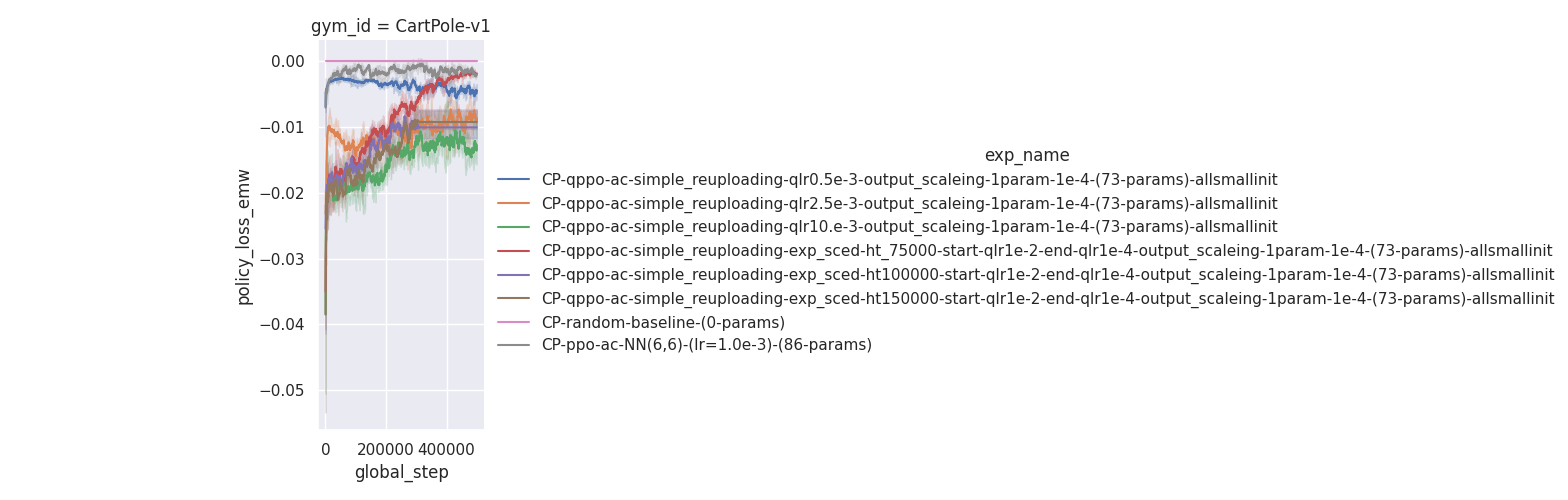 gym_id = CartPole-v1
0.00
−0.01
−0.02
−0.03
−0.04
−0.05
policy_loss_emw
0
200000
400000
global_step
exp_name
CP-qppo-ac-simple_reuploading-qlr0.5e-3-output_scaleing-1param-1e-4-(73-params)-allsmallinit
CP-qppo-ac-simple_reuploading-qlr2.5e-3-output_scaleing-1param-1e-4-(73-params)-allsmallinit
CP-qppo-ac-simple_reuploading-qlr10.e-3-output_scaleing-1param-1e-4-(73-params)-allsmallinit
CP-qppo-ac-simple_reuploading-exp_sced-ht_75000-start-qlr1e-2-end-qlr1e-4-output_scaleing-1param-1e-4-(73-params)-allsmallinit
CP-qppo-ac-simple_reuploading-exp_sced-ht100000-start-qlr1e-2-end-qlr1e-4-output_scaleing-1param-1e-4-(73-params)-allsmallinit
CP-qppo-ac-simple_reuploading-exp_sced-ht150000-start-qlr1e-2-end-qlr1e-4-output_scaleing-1param-1e-4-(73-params)-allsmallinit
CP-random-baseline-(0-params)
CP-ppo-ac-NN(6,6)-(lr=1.0e-3)-(86-params)